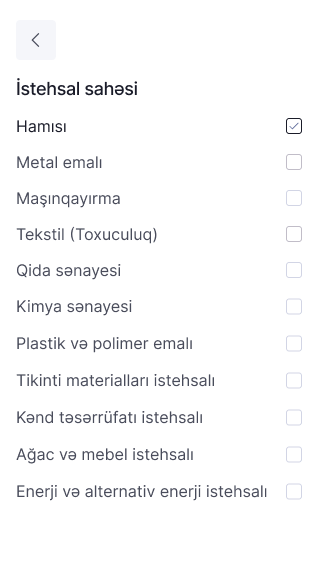 İstehsal sahəsi
Hamısı
Metal emalı
Maşınqayırma
Tekstil (Toxuculuq)
Qida sənayesi
Kimya sənayesi
Plastik və polimer emalı
Tikinti materialları istehsalı
Kənd təsərrüfatı istehsalı
Ağac və mebel istehsalı
Enerji və alternativ enerji istehsalı